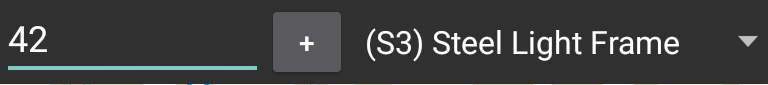 42 + (S3) Steel Light Frame